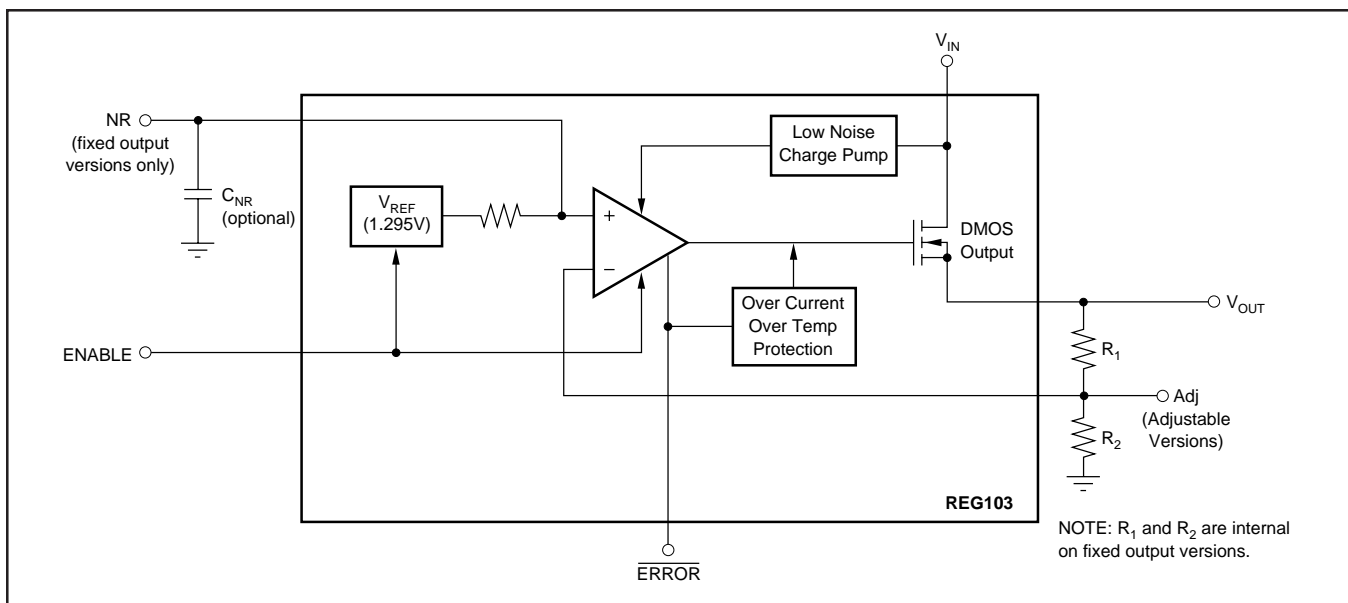 V_IN
NR
(fixed output
versions only)
C_NR
(optional)
V_REF
(1.295V)
+
−
Low Noise
Charge Pump
DMOS
Output
Over Current
Over Temp
Protection
V_OUT
R_1
ENABLE
Adj
(Adjustable
Versions)
R_2
REG103
ERROR
NOTE: R_1 and R_2 are internal
on fixed output versions.